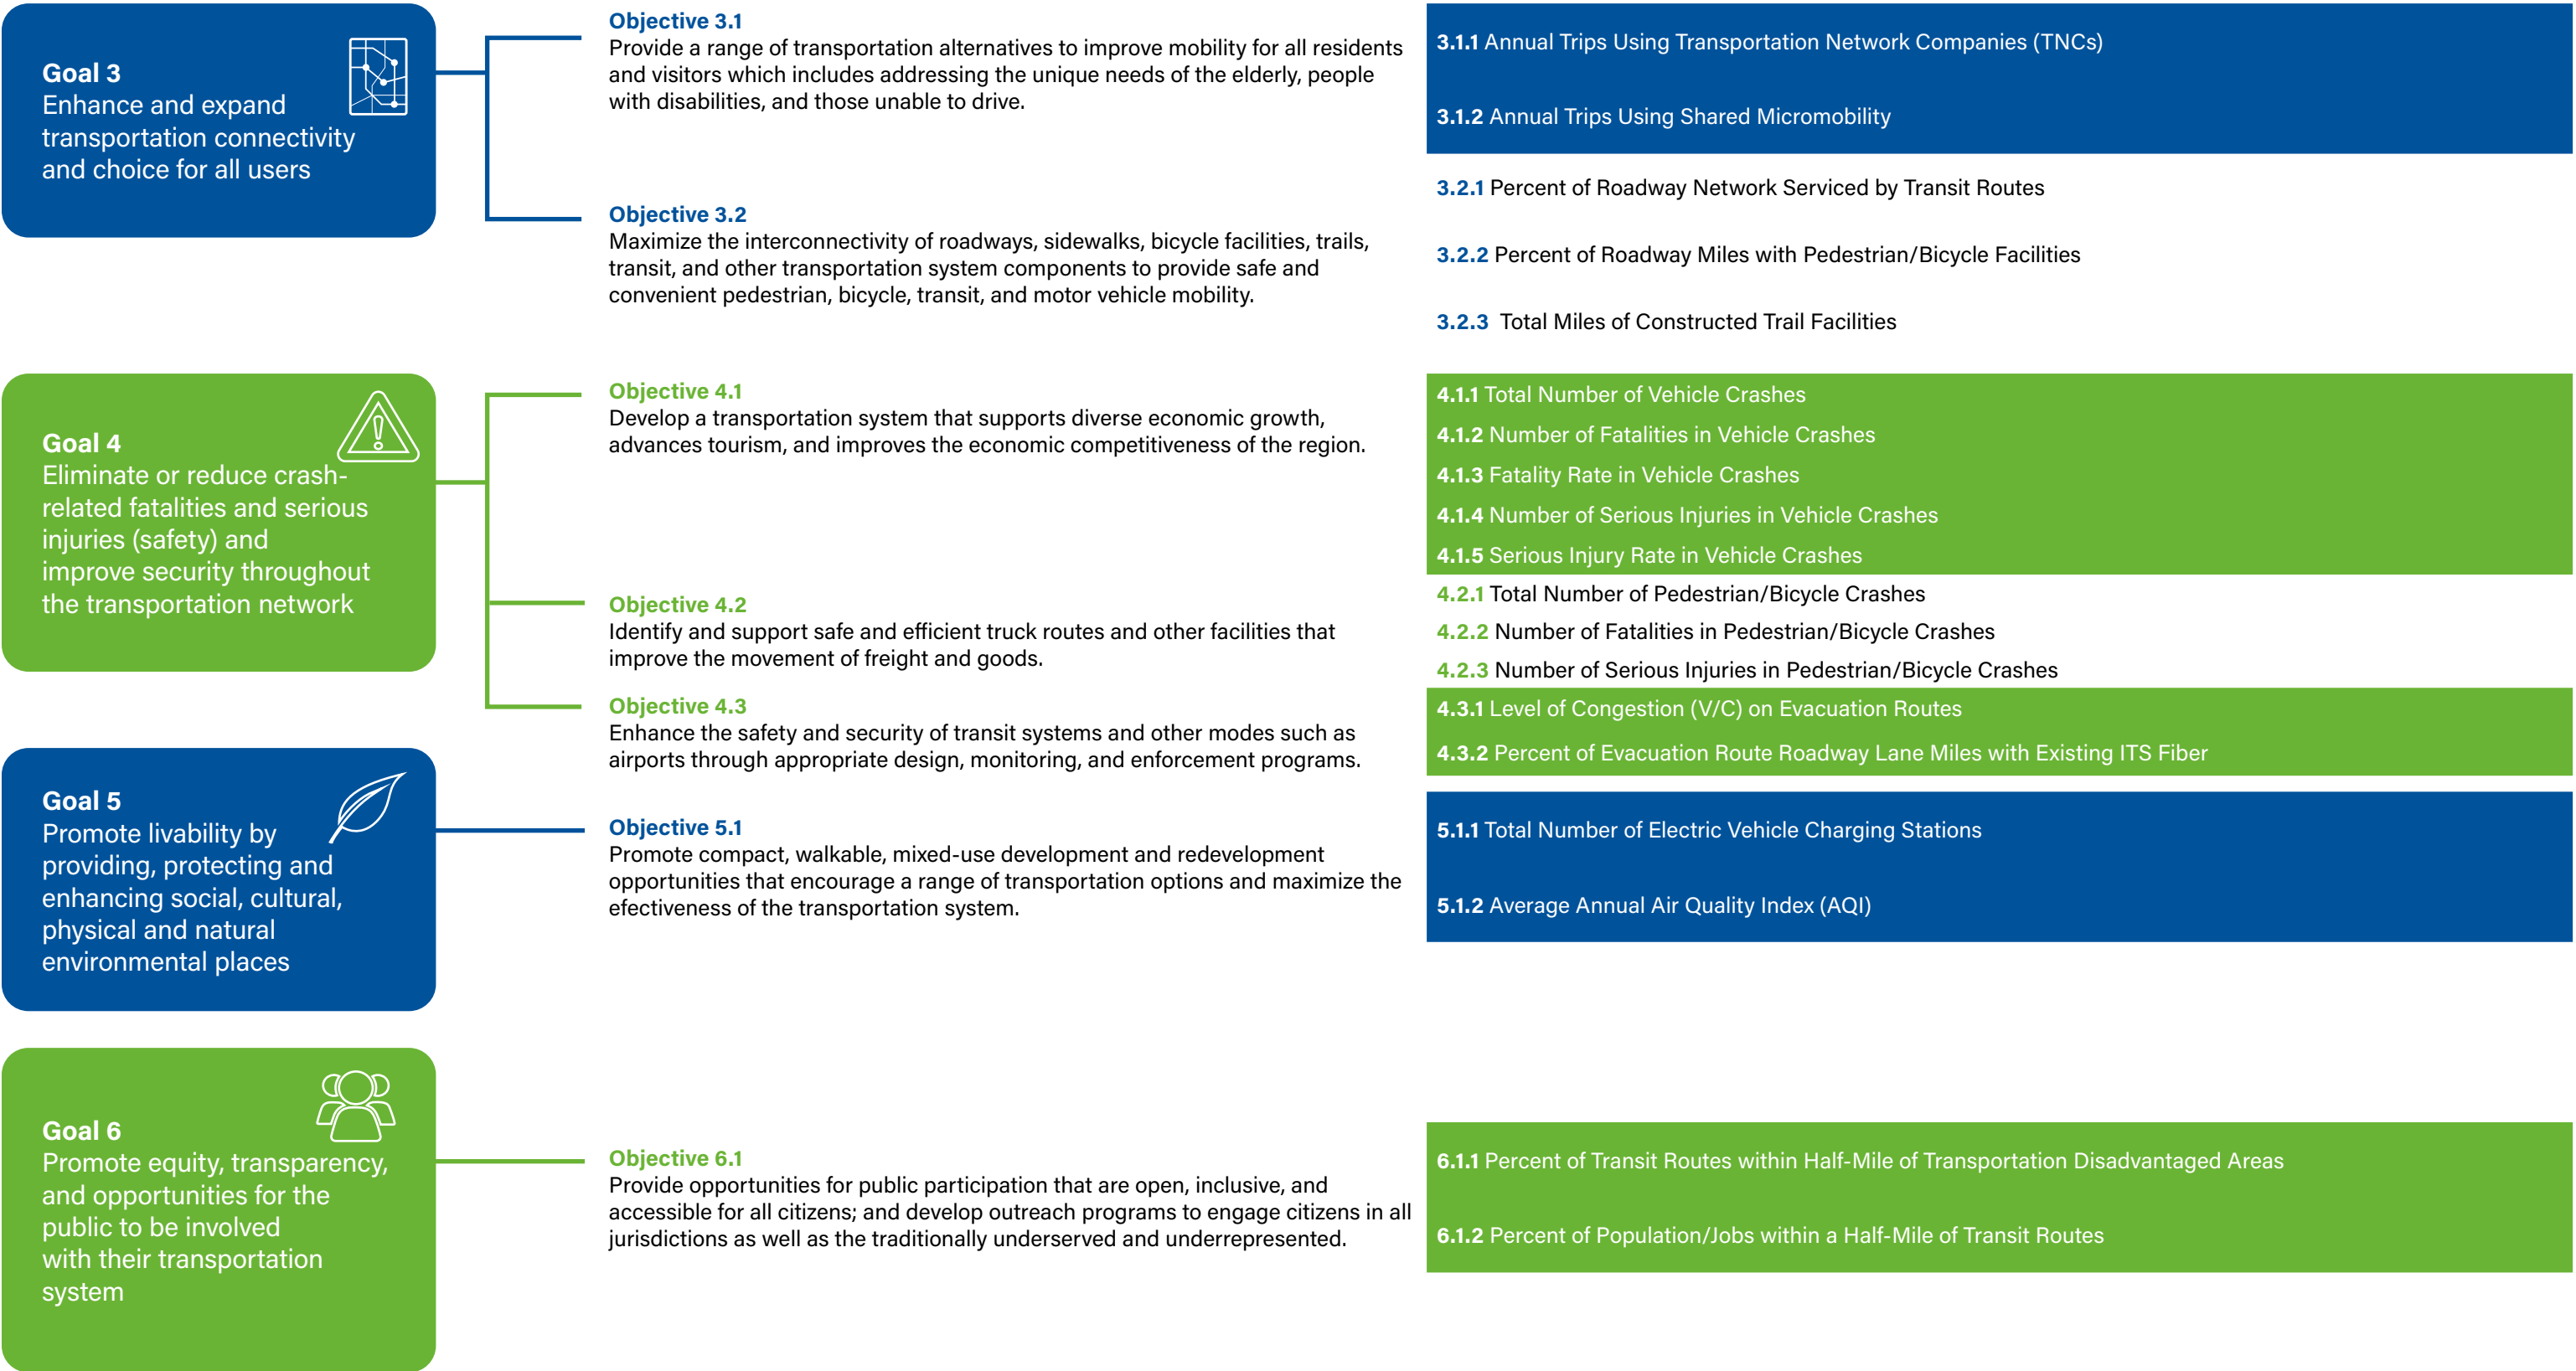 Goal 3
Enhance and expand
transportation connectivity
and choice for all users
Objective 3.1
Provide a range of transportation alternatives to improve mobility for all residents
and visitors which includes addressing the unique needs of the elderly, people
with disabilities, and those unable to drive.
3.1.1 Annual Trips Using Transportation Network Companies (TNCs)
3.1.2 Annual Trips Using Shared Micromobility
Objective 3.2
Maximize the interconnectivity of roadways, sidewalks, bicycle facilities, trails,
transit, and other transportation system components to provide safe and
convenient pedestrian, bicycle, transit, and motor vehicle mobility.
3.2.1 Percent of Roadway Network Serviced by Transit Routes
3.2.2 Percent of Roadway Miles with Pedestrian/Bicycle Facilities
3.2.3 Total Miles of Constructed Trail Facilities
Goal 4
Eliminate or reduce crash-
related fatalities and serious
injuries (safety) and
improve security throughout
the transportation network
Objective 4.1
Develop a transportation system that supports diverse economic growth,
advances tourism, and improves the economic competitiveness of the region.
4.1.1 Total Number of Vehicle Crashes
4.1.2 Number of Fatalities in Vehicle Crashes
4.1.3 Fatality Rate in Vehicle Crashes
4.1.4 Number of Serious Injuries in Vehicle Crashes
4.1.5 Serious Injury Rate in Vehicle Crashes
Objective 4.2
Identify and support safe and efficient truck routes and other facilities that
improve the movement of freight and goods.
4.2.1 Total Number of Pedestrian/Bicycle Crashes
4.2.2 Number of Fatalities in Pedestrian/Bicycle Crashes
4.2.3 Number of Serious Injuries in Pedestrian/Bicycle Crashes
Objective 4.3
Enhance the safety and security of transit systems and other modes such as
airports through appropriate design, monitoring, and enforcement programs.
4.3.1 Level of Congestion (V/C) on Evacuation Routes
4.3.2 Percent of Evacuation Route Roadway Lane Miles with Existing ITS Fiber
Goal 5
Promote livability by
providing, protecting and
enhancing social, cultural,
physical and natural
environmental places
Objective 5.1
Promote compact, walkable, mixed-use development and redevelopment
opportunities that encourage a range of transportation options and maximize the
efectiveness of the transportation system.
5.1.1 Total Number of Electric Vehicle Charging Stations
5.1.2 Average Annual Air Quality Index (AQI)
Goal 6
Promote equity, transparency,
and opportunities for the
public to be involved
with their transportation
system
Objective 6.1
Provide opportunities for public participation that are open, inclusive, and
accessible for all citizens; and develop outreach programs to engage citizens in all
jurisdictions as well as the traditionally underserved and underrepresented.
6.1.1 Percent of Transit Routes within Half-Mile of Transportation Disadvantaged Areas
6.1.2 Percent of Population/Jobs within a Half-Mile of Transit Routes